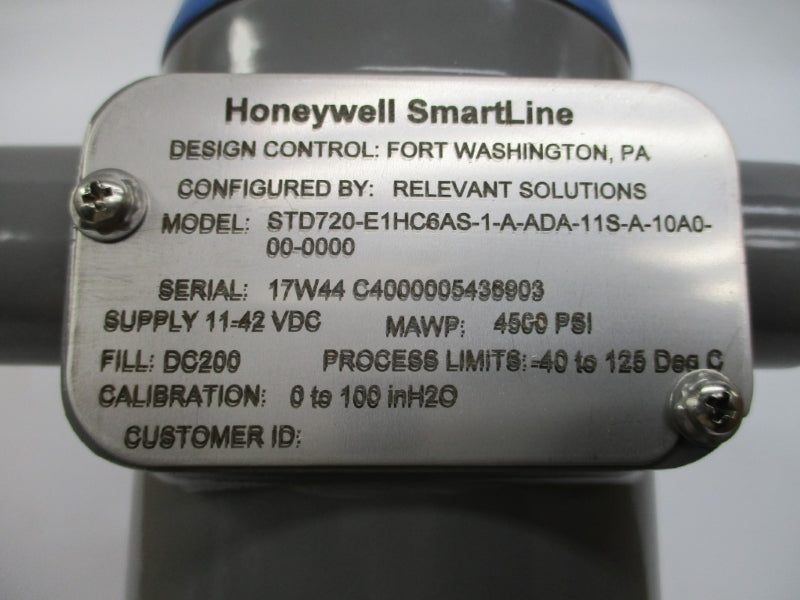 Honeywell SmartLine
DESIGN CONTROL: FORT WASHINGTON, PA
CONFIGURED BY: RELEVANT SOLUTIONS
MODEL: STD720-E1HC6AS-1-A-ADA-11S-A-10A0-
00-0000
SERIAL: 17W44 C4000005436903
SUPPLY 11-42 VDC MAWP: 4500 PSI
FILL: DC200 PROCESS LIMITS: -40 to 125 Deg C
CALIBRATION: 0 to 100 inH2O
CUSTOMER ID: